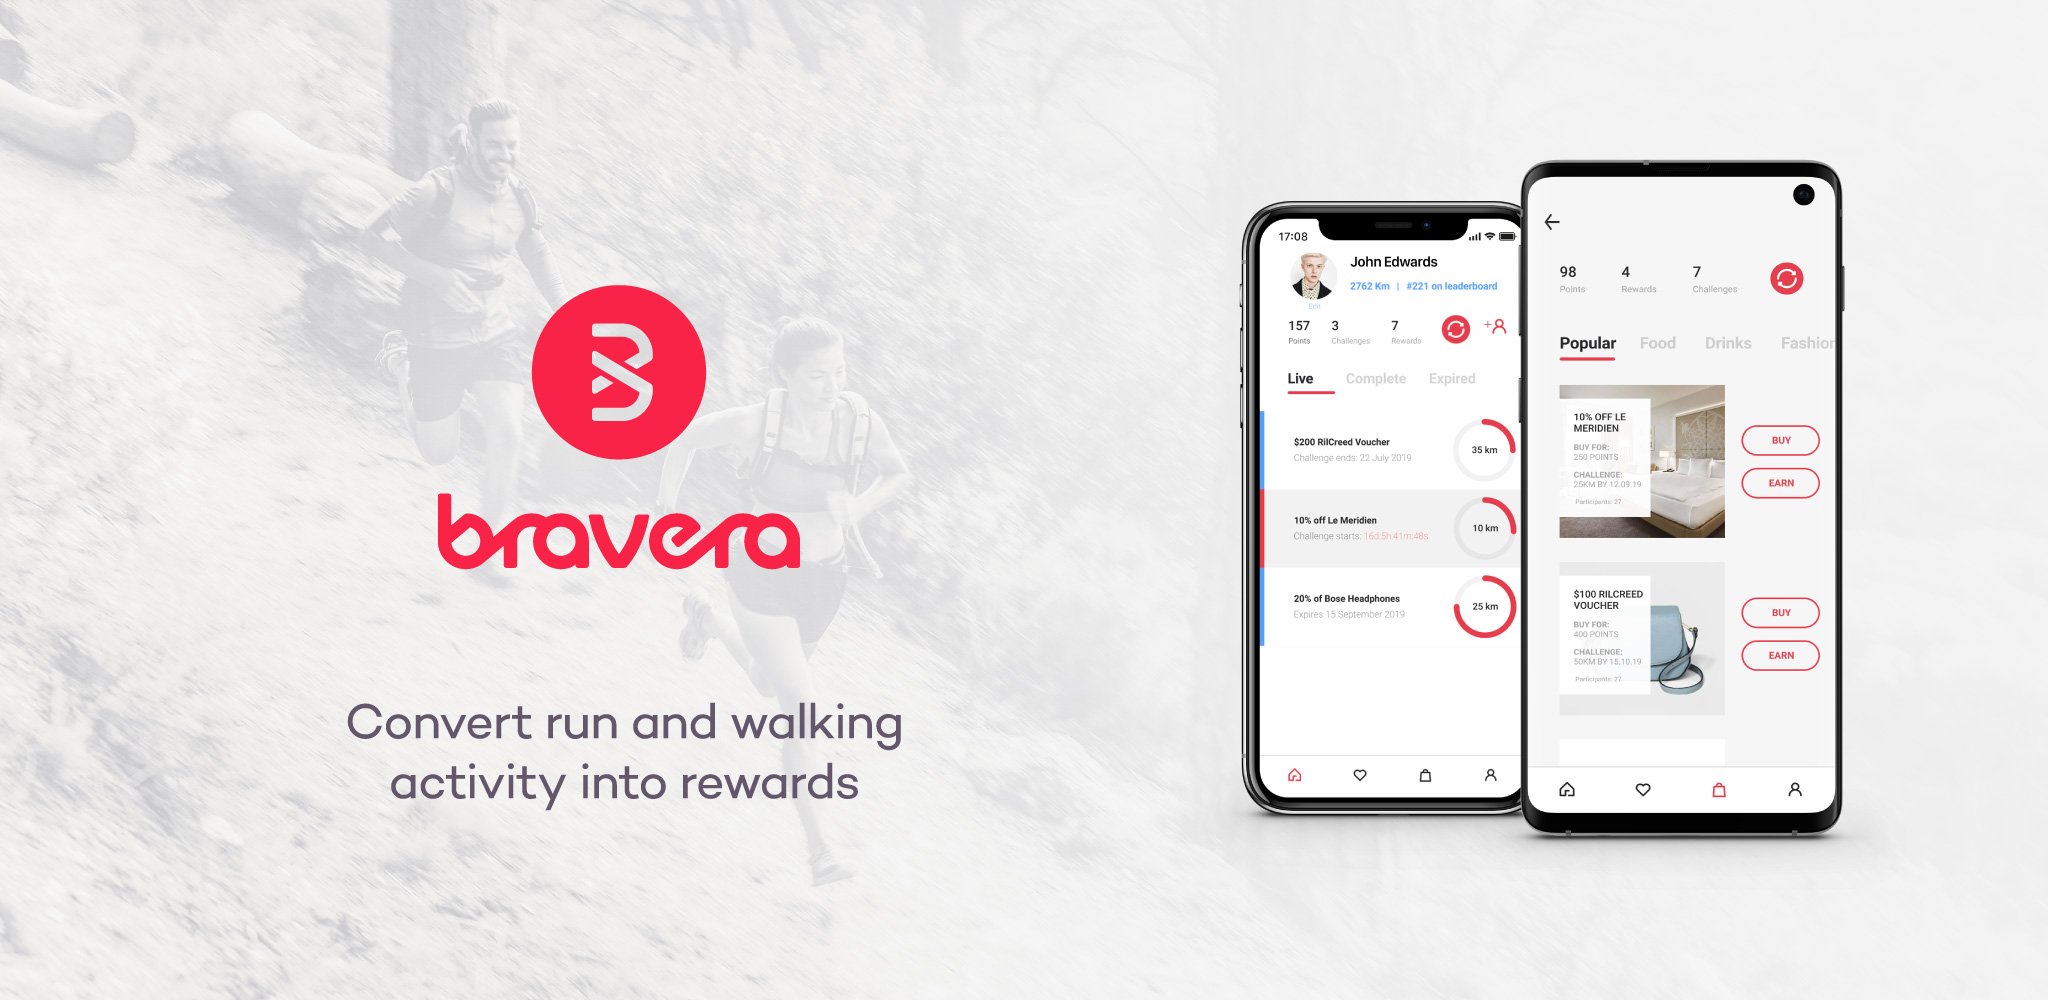 bravera
Convert run and walking
activity into rewards
17:08
John Edwards
2762 Km | #221 on leaderboard
Edit
157 3 7
Points Challenges Rewards
Live Complete Expired
$200 RilCreed Voucher
Challenge ends: 22 July 2019
35 km
10% off Le Meridien
Challenge starts: 16d:5h:41m:48s
10 km
20% of Bose Headphones
Expires 15 September 2019
25 km
98 4 7
Points Rewards Challenges
Popular Food Drinks Fashion
10% OFF LE
MERIDIEN
BUY FOR:
250 POINTS
CHALLENGE:
25KM BY 12.09.19
Participants: 27
BUY
EARN
$100 RILCREED
VOUCHER
BUY FOR:
400 POINTS
CHALLENGE:
50KM BY 15.10.19
Participants: 27
BUY
EARN